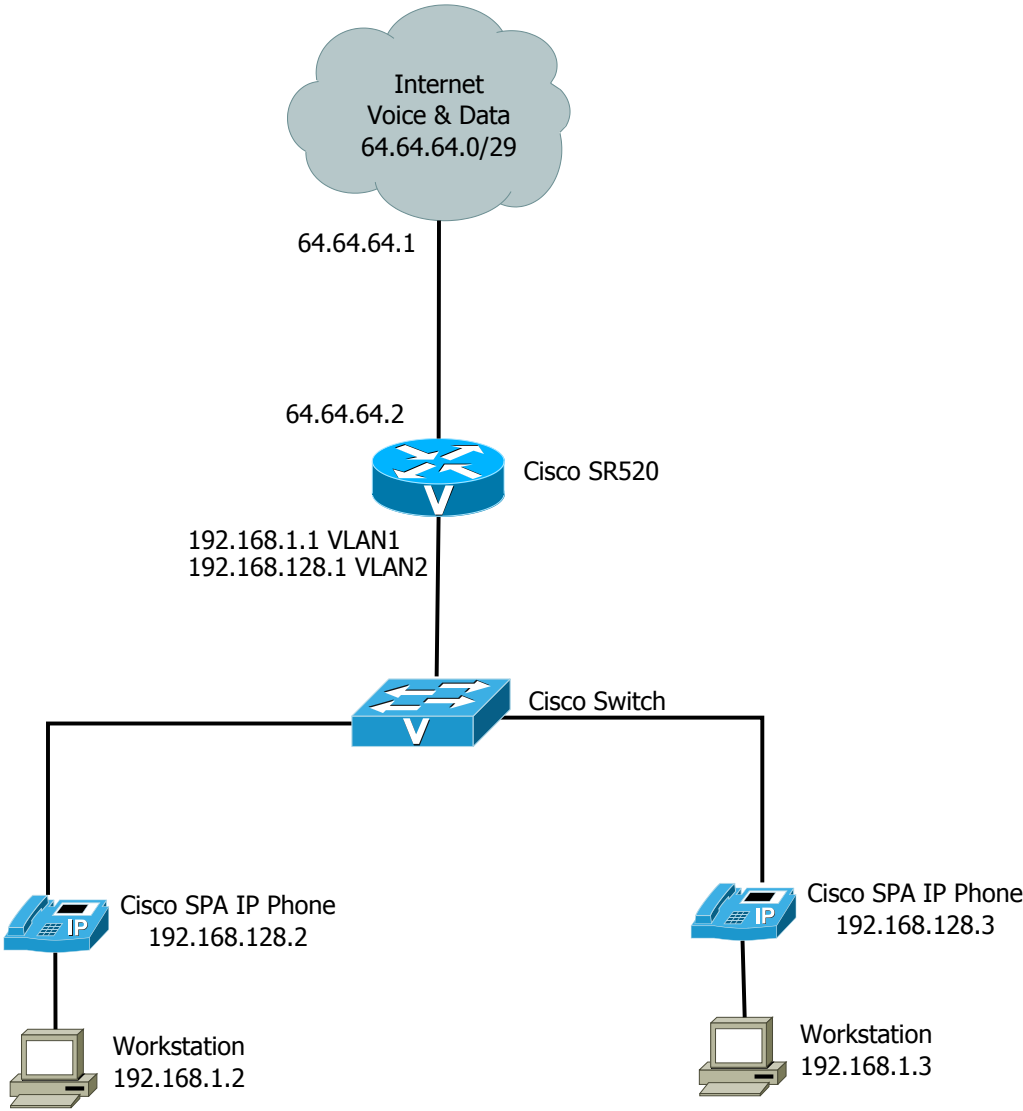 Internet
Voice & Data
64.64.64.0/29
64.64.64.1
64.64.64.2
Cisco SR520
V
192.168.1.1 VLAN1
192.168.128.1 VLAN2
Cisco Switch
V
IP
Cisco SPA IP Phone
192.168.128.2
IP
Cisco SPA IP Phone
192.168.128.3
Workstation
192.168.1.2
Workstation
192.168.1.3